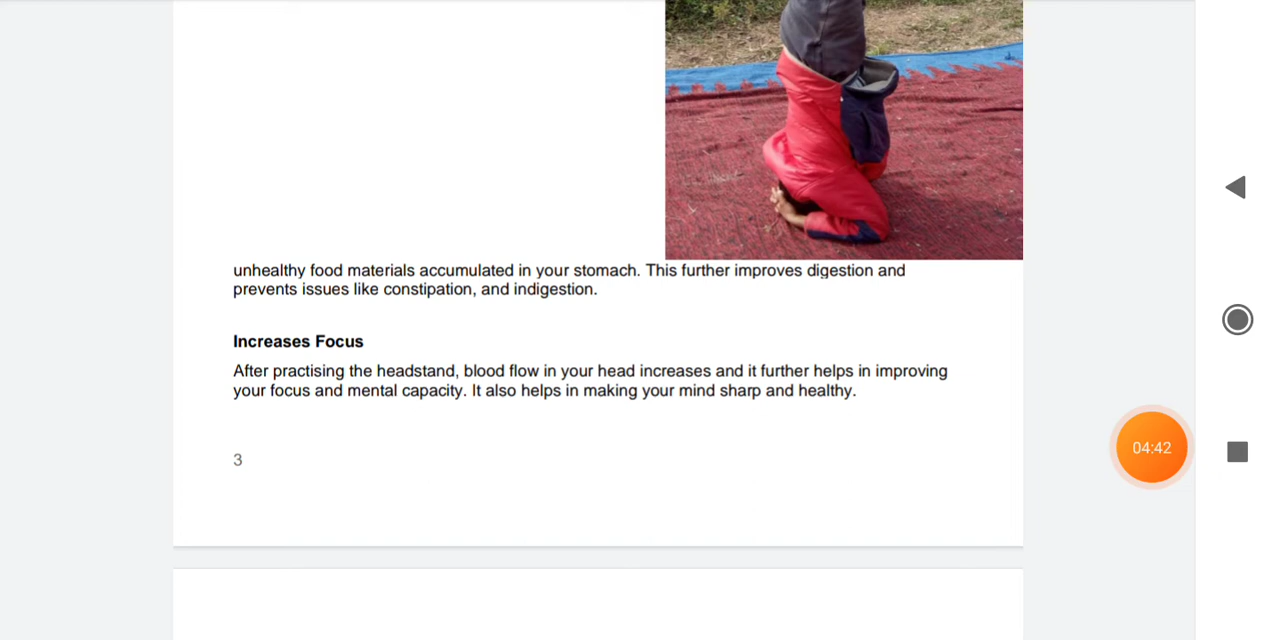 unhealthy food materials accumulated in your stomach. This further improves digestion and
prevents issues like constipation, and indigestion.
Increases Focus
After practising the headstand, blood flow in your head increases and it further helps in improving
your focus and mental capacity. It also helps in making your mind sharp and healthy.
3
04:42